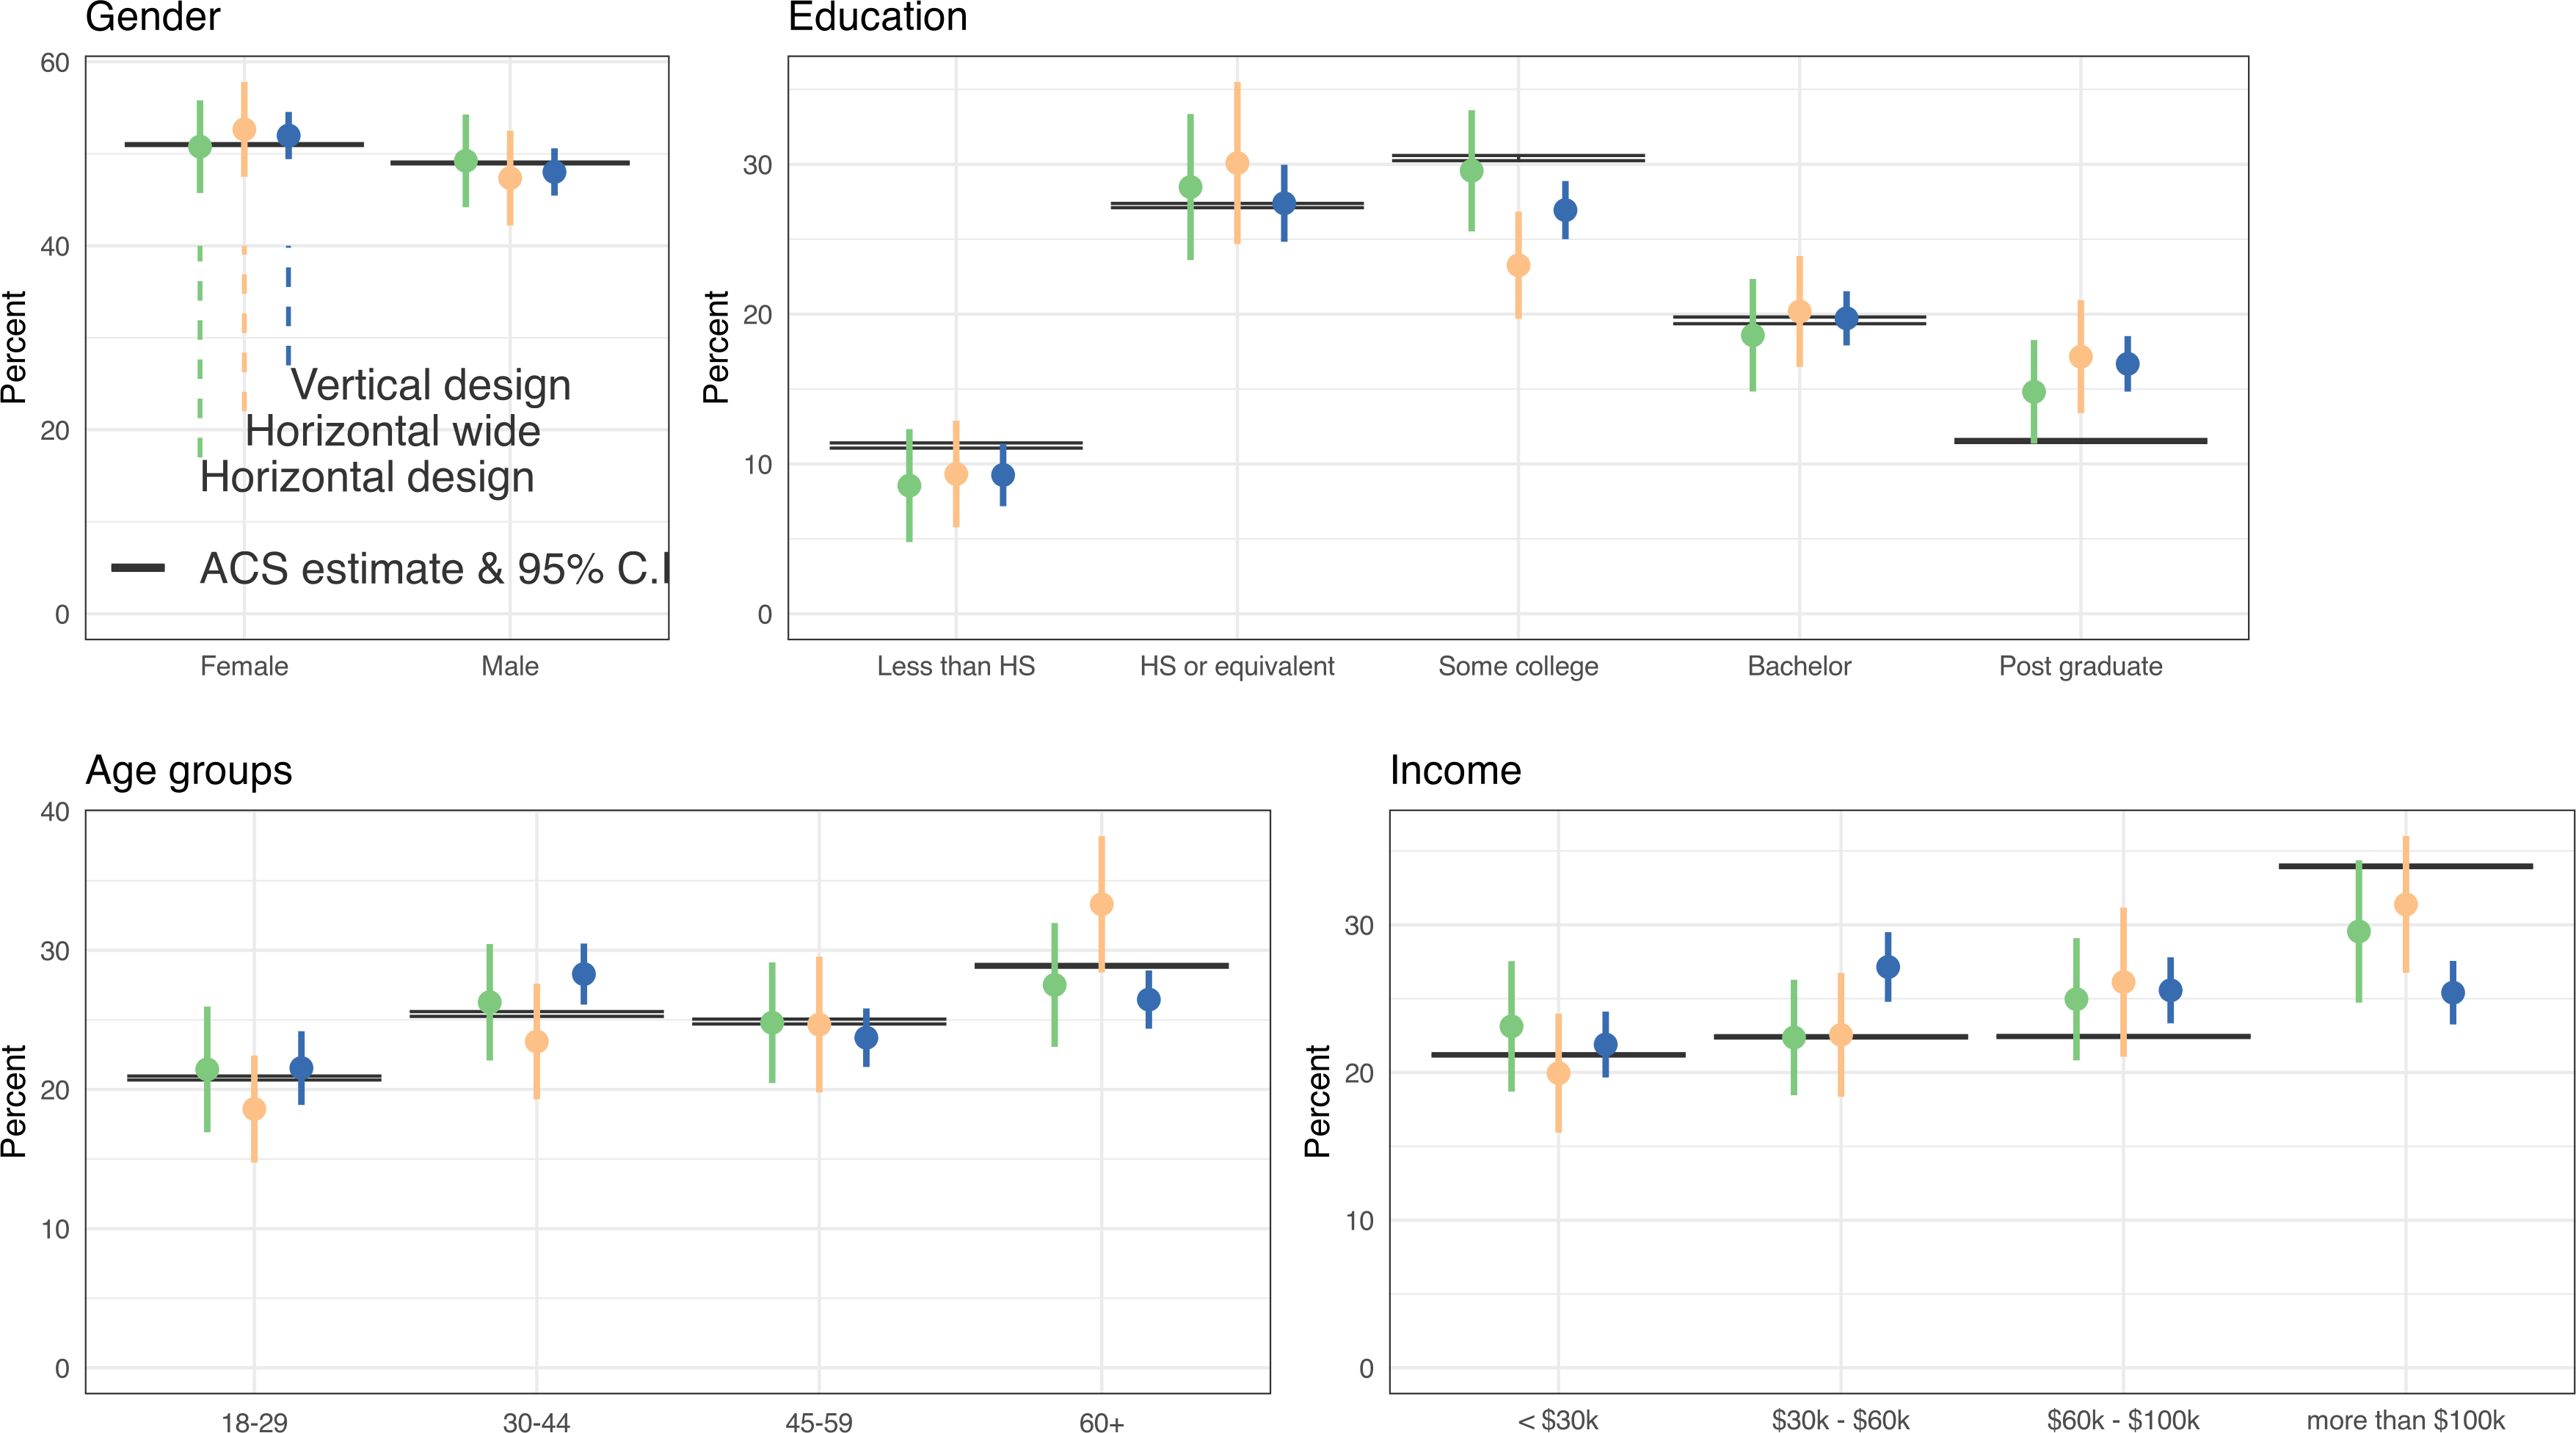 Gender
60
40
20
0
Percent
Vertical design
Horizontal wide
Horizontal design
ACS estimate & 95% C.I
Female
Male
Education
30
20
10
0
Percent
Less than HS
HS or equivalent
Some college
Bachelor
Post graduate
Age groups
40
30
20
10
0
Percent
18-29
30-44
45-59
60+
Income
30
20
10
0
Percent
< $30k
$30k - $60k
$60k - $100k
more than $100k